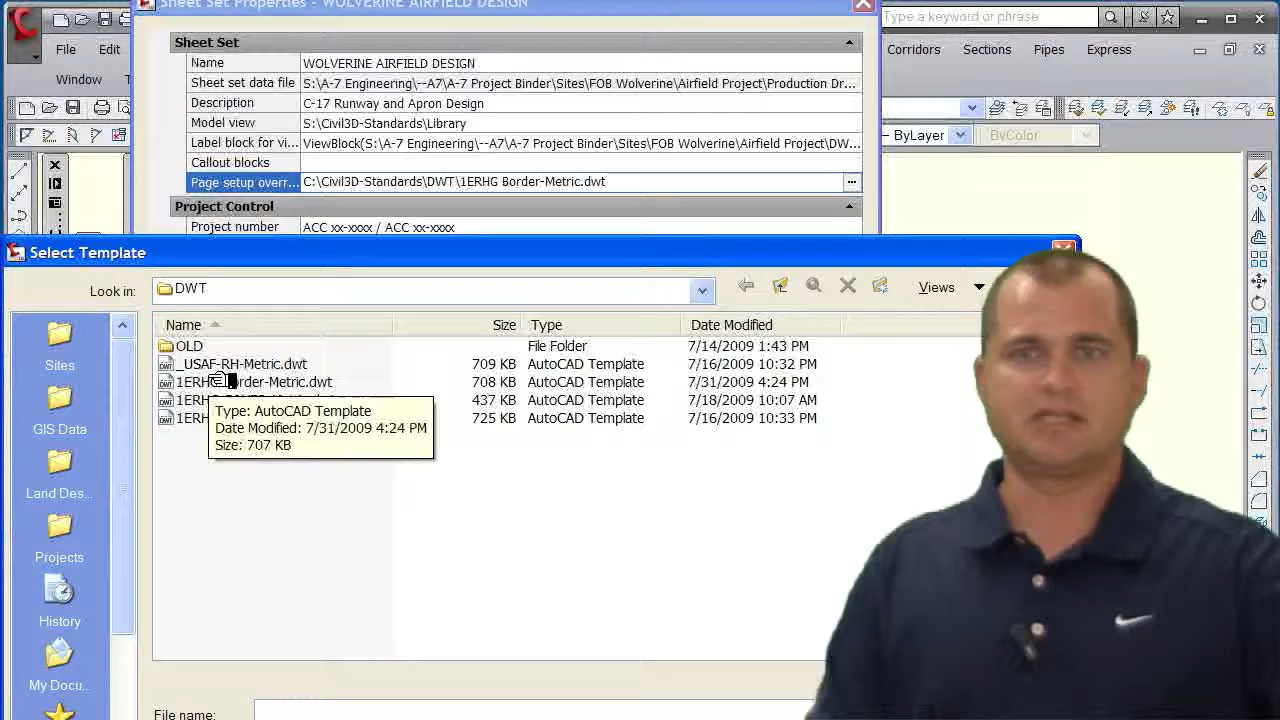 Sheet Set Properties - WOLVERINE AIRFIELD DESIGN
Type a keyword or phrase
File Edit
Corridors Sections Pipes Express
Window
Sheet Set
Name WOLVERINE AIRFIELD DESIGN
Sheet set data file S:\A-7 Engineering\--A7\A-7 Project Binder\Sites\FOB Wolverine\Airfield Project\Production Dr...
Description C-17 Runway and Apron Design
Model view S:\Civil3D-Standards\Library
Label block for vi... ViewBlock(S:\A-7 Engineering\--A7\A-7 Project Binder\Sites\FOB Wolverine\Airfield Project\DW...
Callout blocks
Page setup overr... C:\Civil3D-Standards\DWT\1ERHG Border-Metric.dwt ...
ByLayer
ByColor
Project Control
Project number ACC xx-xxxx / ACC xx-xxxx
Select Template
Look in: DWT
Views
Name Size Type Date Modified
OLD File Folder 7/14/2009 1:43 PM
_USAF-RH-Metric.dwt 709 KB AutoCAD Template 7/16/2009 10:32 PM
1ERHG Border-Metric.dwt 708 KB AutoCAD Template 7/31/2009 4:24 PM
437 KB AutoCAD Template 7/18/2009 10:07 AM
725 KB AutoCAD Template 7/16/2009 10:33 PM
Type: AutoCAD Template
Date Modified: 7/31/2009 4:24 PM
Size: 707 KB
Sites
GIS Data
Land Des...
Projects
History
My Docu...
File name: